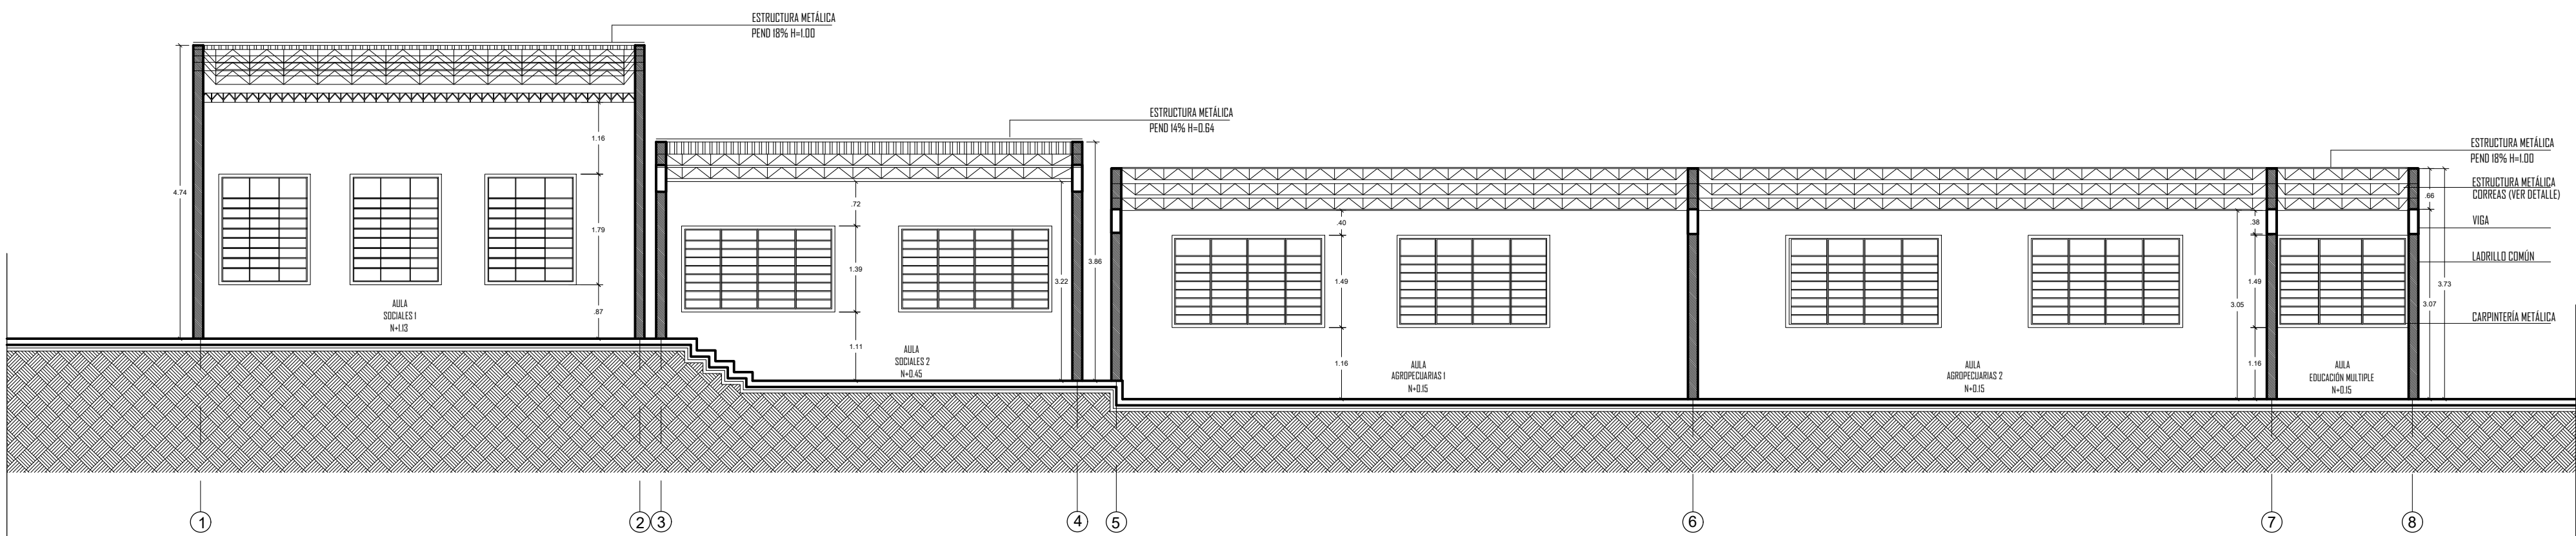 ESTRUCTURA METÁLICA
PEND 18% H=1.00
ESTRUCTURA METÁLICA
PEND 14% H=0.64
ESTRUCTURA METÁLICA
PEND 18% H=1.00
ESTRUCTURA METÁLICA
CORREAS (VER DETALLE)
VIGA
LADRILLO COMÚN
CARPINTERÍA METÁLICA
4.74
1.16
1.79
.87
AULA
SOCIALES 1
N+1.13
.72
1.39
1.11
3.22
3.86
AULA
SOCIALES 2
N+0.45
.40
1.49
1.16
AULA
AGROPECUARIAS 1
N+0.15
AULA
AGROPECUARIAS 2
N+0.15
3.05
.38
1.49
1.16
AULA
EDUCACIÓN MULTIPLE
N+0.15
.66
3.07
3.73
1
2
3
4
5
6
7
8